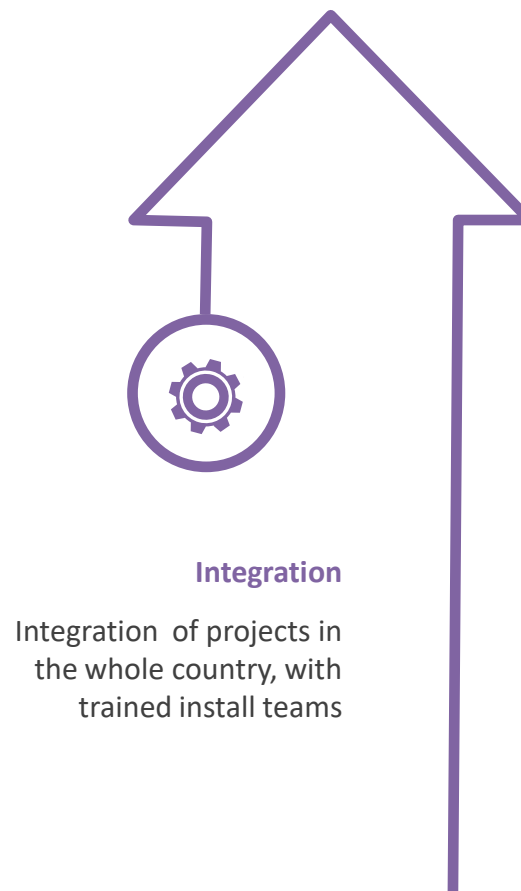 Integration
Integration  of projects in
the whole country, with
trained install teams